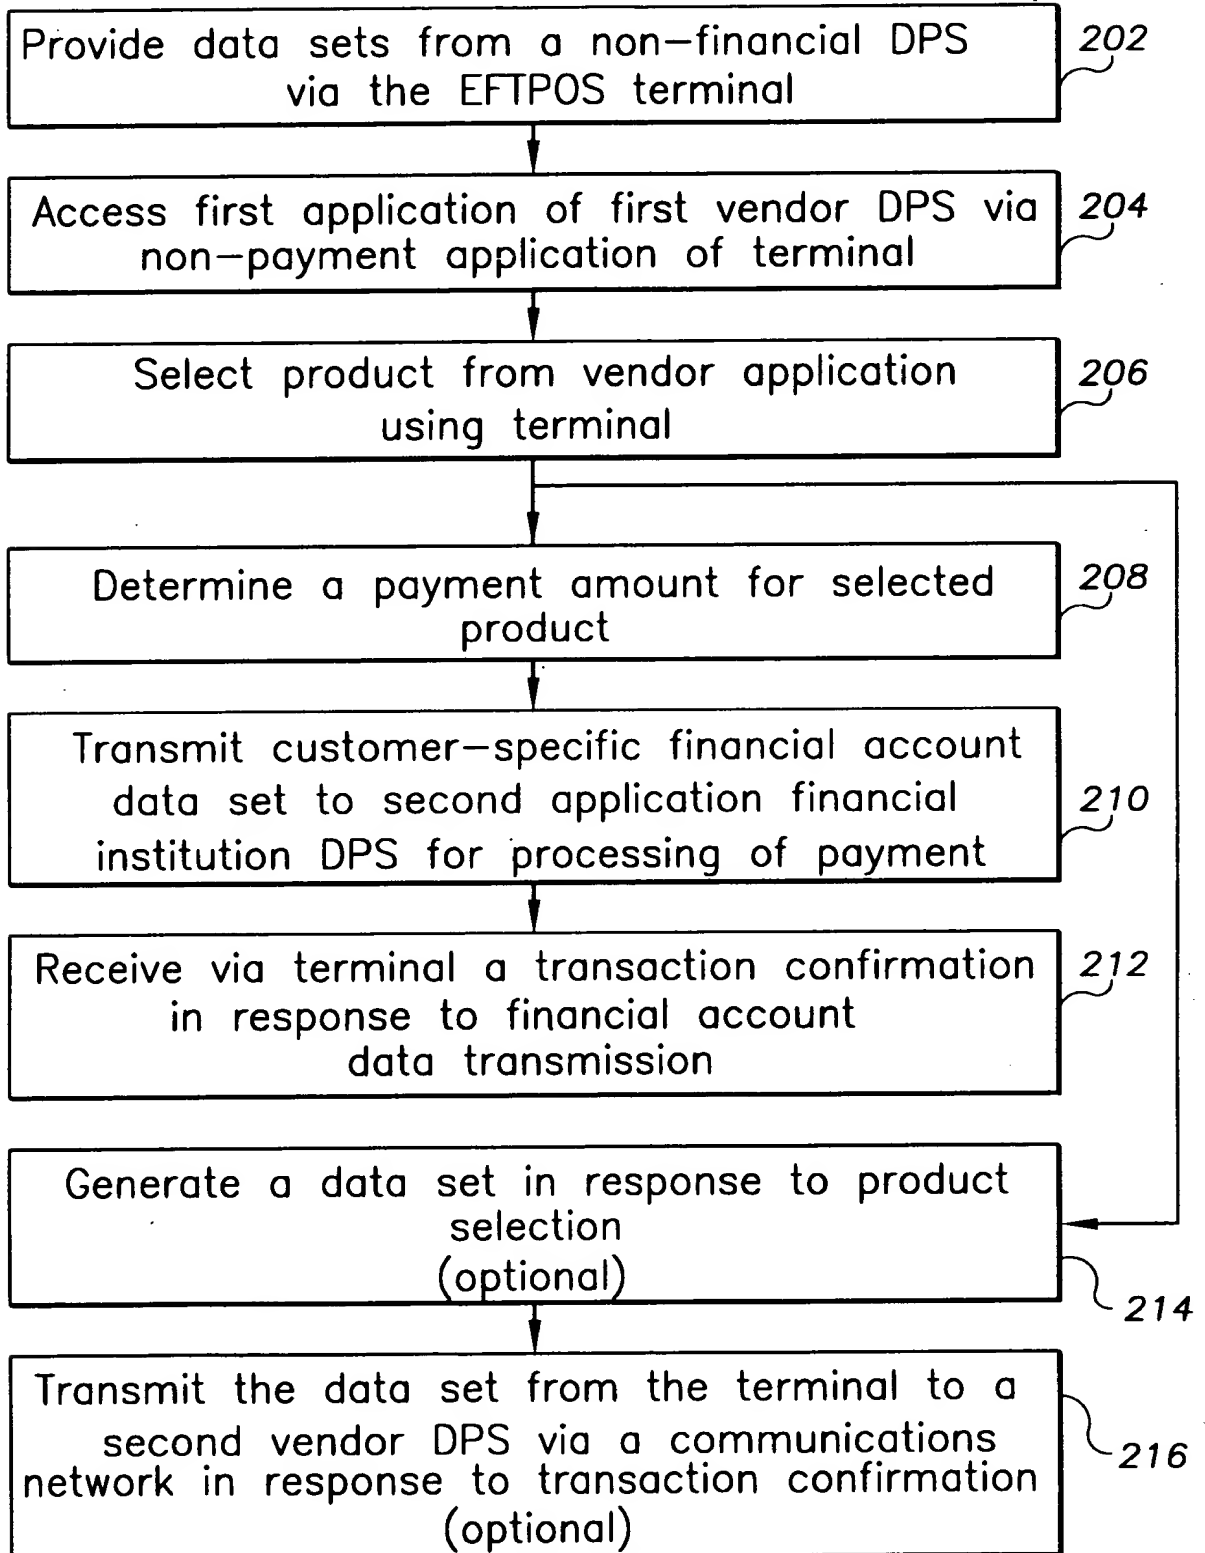 Provide data sets from a non-financial DPS
via the EFTPOS terminal
202
Access first application of first vendor DPS via
non-payment application of terminal
204
Select product from vendor application
using terminal
206
Determine a payment amount for selected
product
208
Transmit customer-specific financial account
data set to second application financial
institution DPS for processing of payment
210
Receive via terminal a transaction confirmation
in response to financial account
data transmission
212
Generate a data set in response to product
selection
(optional)
214
Transmit the data set from the terminal to a
second vendor DPS via a communications
network in response to transaction confirmation
(optional)
216